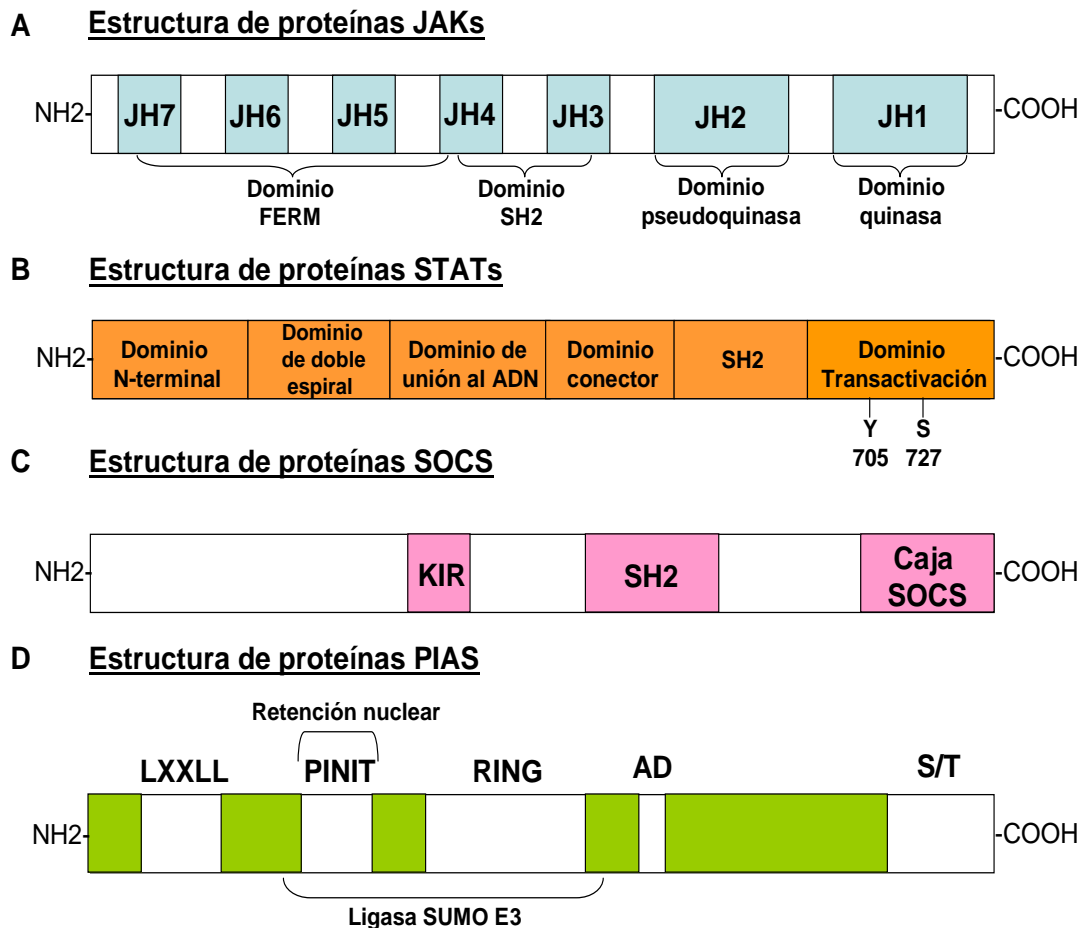 A Estructura de proteínas JAKs
NH2- JH7 JH6 JH5 JH4 JH3 JH2 JH1 -COOH
Dominio FERM
Dominio SH2
Dominio pseudoquinasa
Dominio quinasa
B Estructura de proteínas STATs
NH2-
Dominio N-terminal
Dominio de doble espiral
Dominio de unión al ADN
Dominio conector
SH2
Dominio Transactivación
-COOH
Y 705
S 727
C Estructura de proteínas SOCS
NH2- KIR SH2 Caja SOCS -COOH
D Estructura de proteínas PIAS
Retención nuclear
LXXLL PINIT RING AD S/T
NH2- -COOH
Ligasa SUMO E3